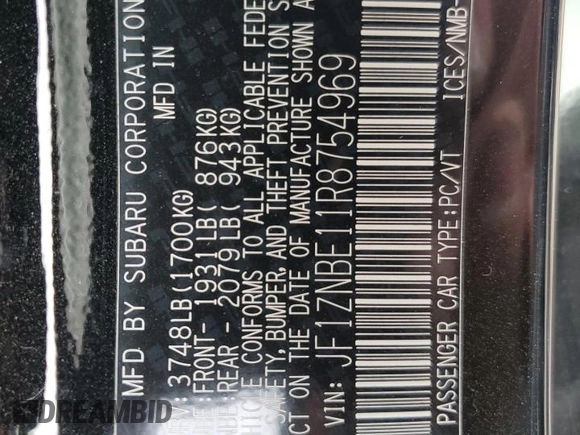 MFD BY SUBARU CORPORATION
MFD IN
3748LB(1700KG)
FRONT- 1931LB( 876KG)
REAR - 2079LB( 943KG)
CONFORMS TO ALL APPLICABLE FEDE
SAFETY, BUMPER, AND THEFT PREVENTION S
ON THE DATE OF MANUFACTURE SHOWN A
VIN: JF1ZNBE11R8754969
PASSENGER CAR TYPE:PC/VT
ICES/NMB-
DREAMBID